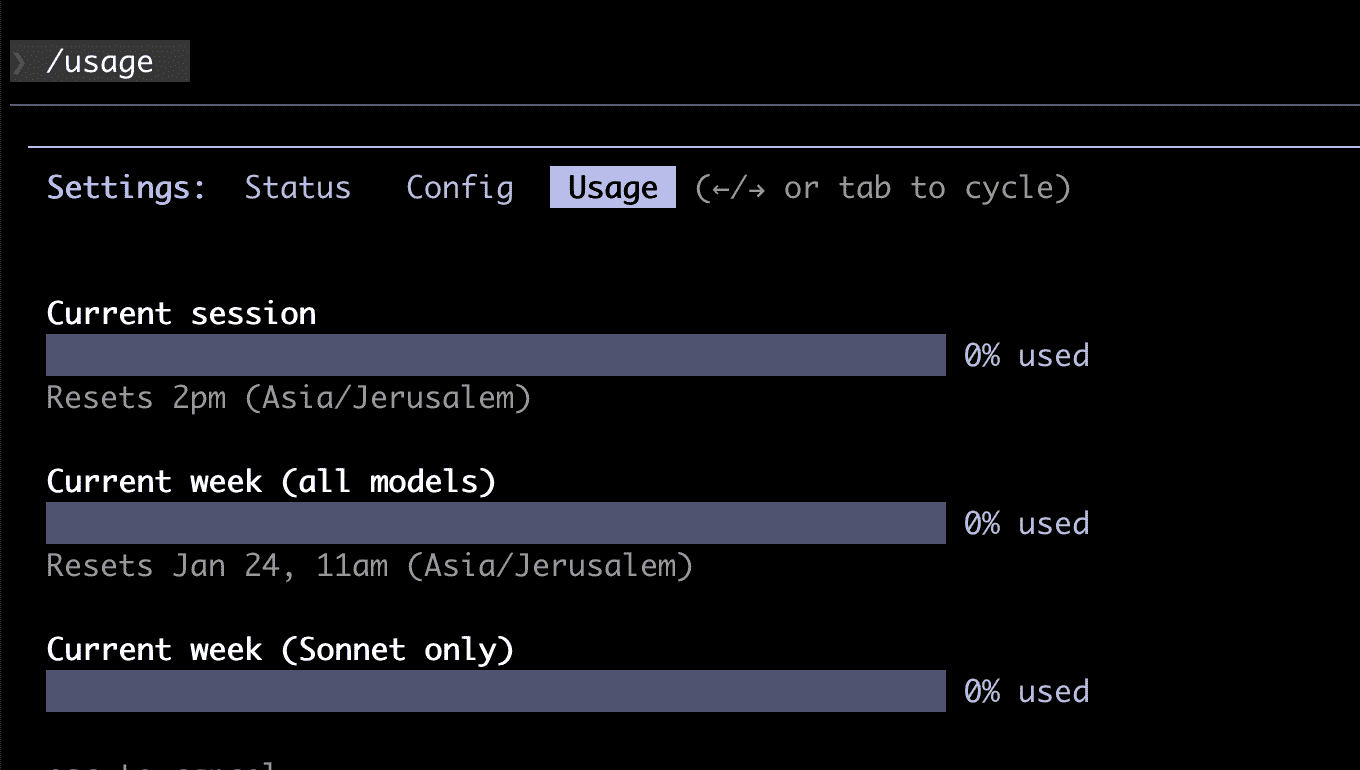 ❯ /usage
Settings: Status Config Usage (←/→ or tab to cycle)
Current session
0% used
Resets 2pm (Asia/Jerusalem)
Current week (all models)
0% used
Resets Jan 24, 11am (Asia/Jerusalem)
Current week (Sonnet only)
0% used